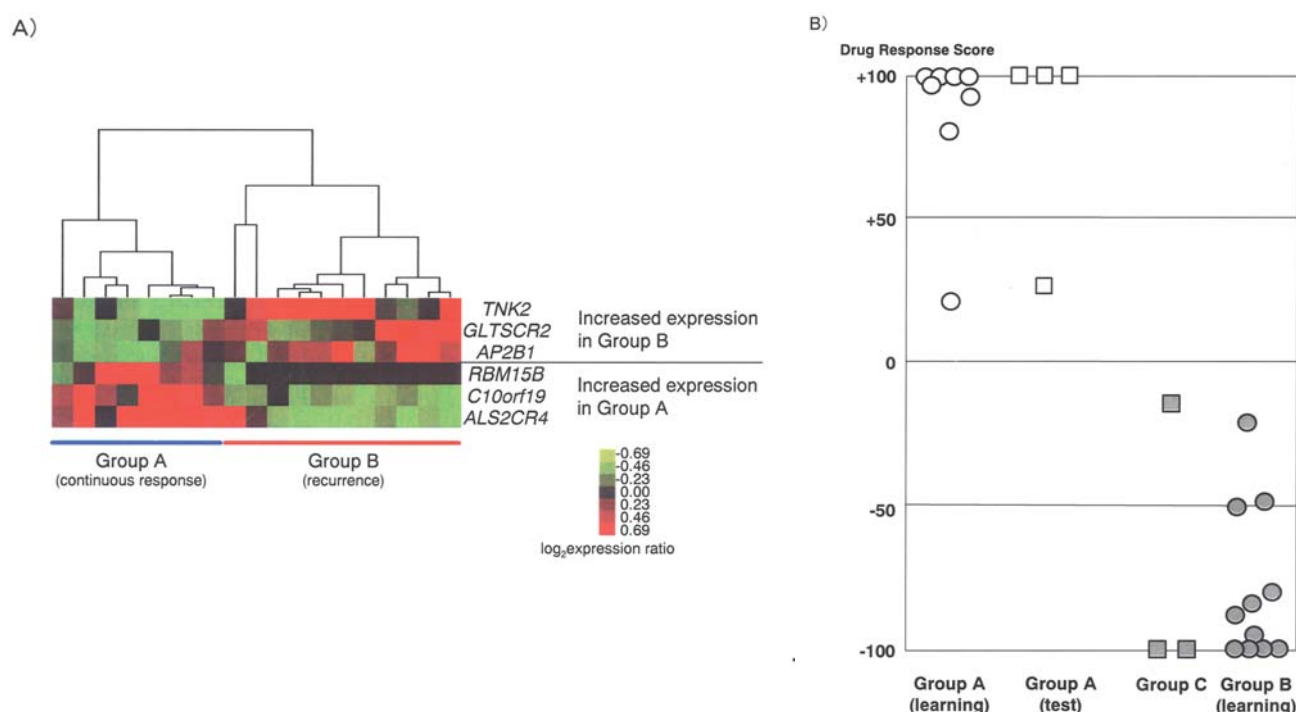 A)
TNK2
GLTSCR2
AP2B1
RBM15B
C10orf19
ALS2CR4
Increased expression
in Group B
Increased expression
in Group A
Group A
(continuous response)
Group B
(recurrence)
-0.69
-0.46
-0.23
0.00
0.23
0.46
0.69
log2expression ratio
B)
Drug Response Score
+100
+50
0
-50
-100
Group A
(learning)
Group A
(test)
Group C
Group B
(learning)